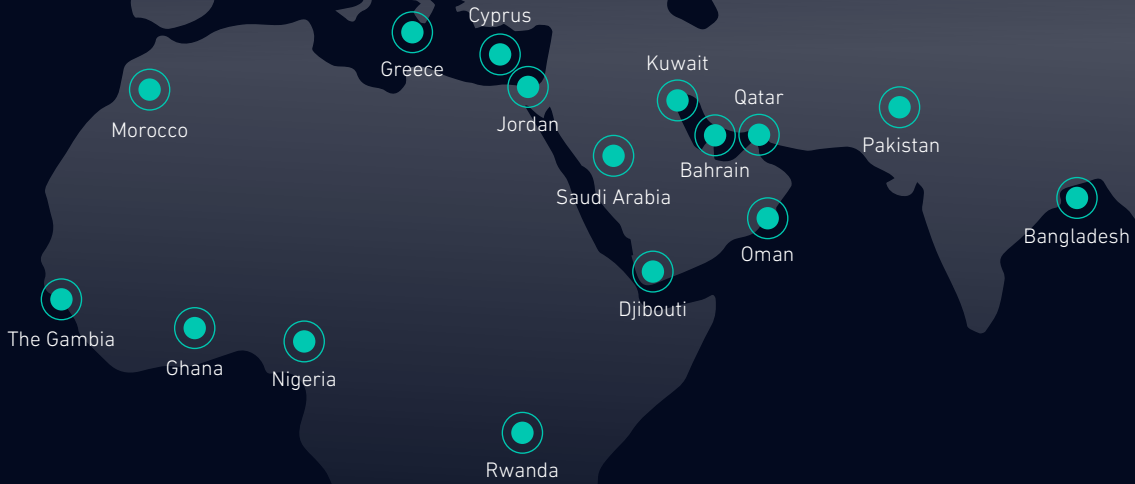 Cyprus
Greece
Kuwait
Qatar
Morocco
Jordan
Pakistan
Bahrain
Saudi Arabia
Bangladesh
Oman
Djibouti
The Gambia
Ghana
Nigeria
Rwanda